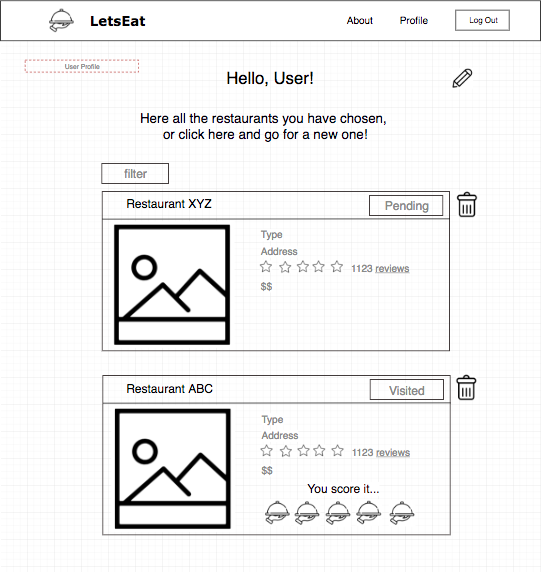 LetsEat
About
Profile
Log Out
User Profile
Hello, User!
Here all the restaurants you have chosen,
or click here and go for a new one!
filter
Restaurant XYZ
Pending
Type
Address
1123 reviews
$$
Restaurant ABC
Visited
Type
Address
1123 reviews
$$
You score it...